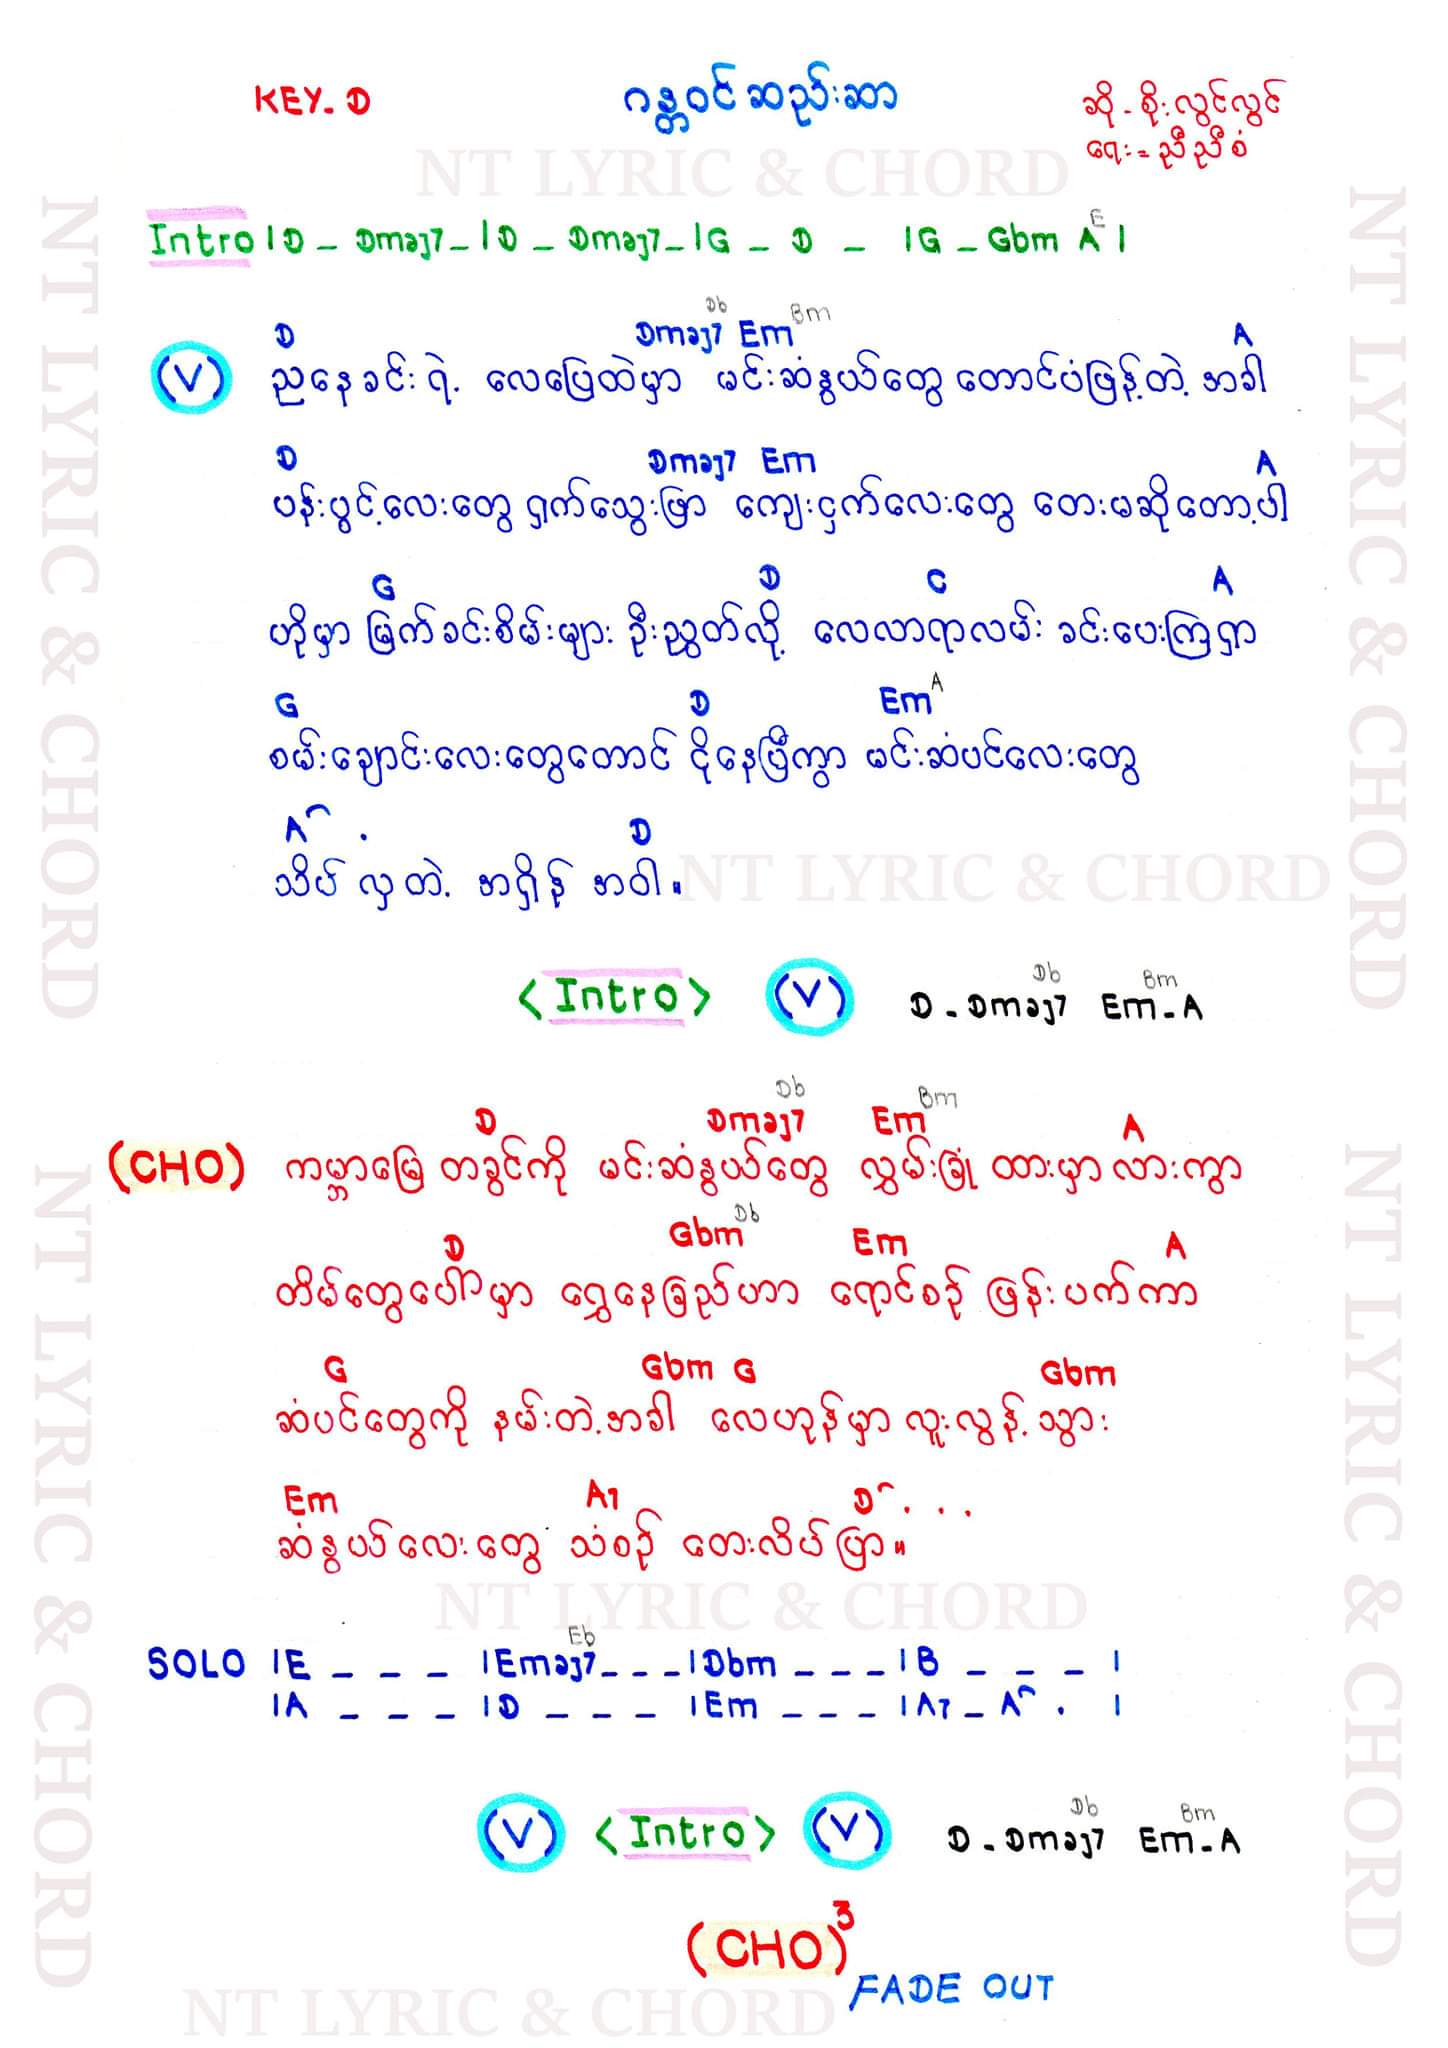 KEY_D
ဂန္တဝင်ဆည်းဆာ
ဆို - စိုးလွင်လွင်
ရေး = ညီညီစံ
NT LYRIC & CHORD
Intro | D _ Dmaj7 _ | D _ Dmaj7 _ | G _ D _ | G _ Gbm A E |
D Dmaj7 Db Em Bm A
(V) ညနေခင်းရဲ့ လေပြေထဲမှာ မင်းဆံနွယ်တွေ တောင်ပံဖြန့်တဲ့ အခါ
D Dmaj7 Em A
ပန်းပွင့်လေးတွေ ရှက်သွေးဖြာ ကျေးငှက်လေးတွေ တေးမဆိုတော့ပါ
G D C A
ဟိုမှာ မြက်ခင်းစိမ်းများ ဦးညွှတ်လို့ လေလာရာလမ်း ခင်းပေးကြရှာ
G D Em A
စမ်းချောင်းလေးတွေတောင် ငိုနေပြီကွာ မင်းဆံပင်လေးတွေ
A . D
သိပ် လှတဲ့ အရှိန် အဝါ။
NT LYRIC & CHORD
<Intro> (V) D - Dmaj7 Db Em Bm - A
D Dmaj7 Db Em Bm A
(CHO) ကမ္ဘာမြေ တခွင်ကို မင်းဆံနွယ်တွေ လွှမ်းခြုံ ထားမှာ လားကွာ
D Gbm Db Em A
တိမ်တွေပေါ်မှာ ရွှေနေခြည်ဟာ ရောင်စဉ် ဖြန်းပက်ကာ
G Gbm G Gbm
ဆံပင်တွေကို နမ်းတဲ့အခါ လေဟုန်မှာ လူးလွန့် သွား
Em A7 D . . .
ဆံနွယ်လေးတွေ သံစဉ် တေးလိပ်ပြာ။
NT LYRIC & CHORD
SOLO | E _ _ _ | Emaj7 Eb _ _ _ | Dbm _ _ _ | B _ _ _ |
| A _ _ _ | D _ _ _ | Em _ _ _ | A7 _ A . |
(V) <Intro> (V) D - Dmaj7 Db Em Bm - A
(CHO)3
FADE OUT
NT LYRIC & CHORD
NT LYRIC & CHORD
NT LYRIC & CHORD
NT LYRIC & CHORD
NT LYRIC & CHORD